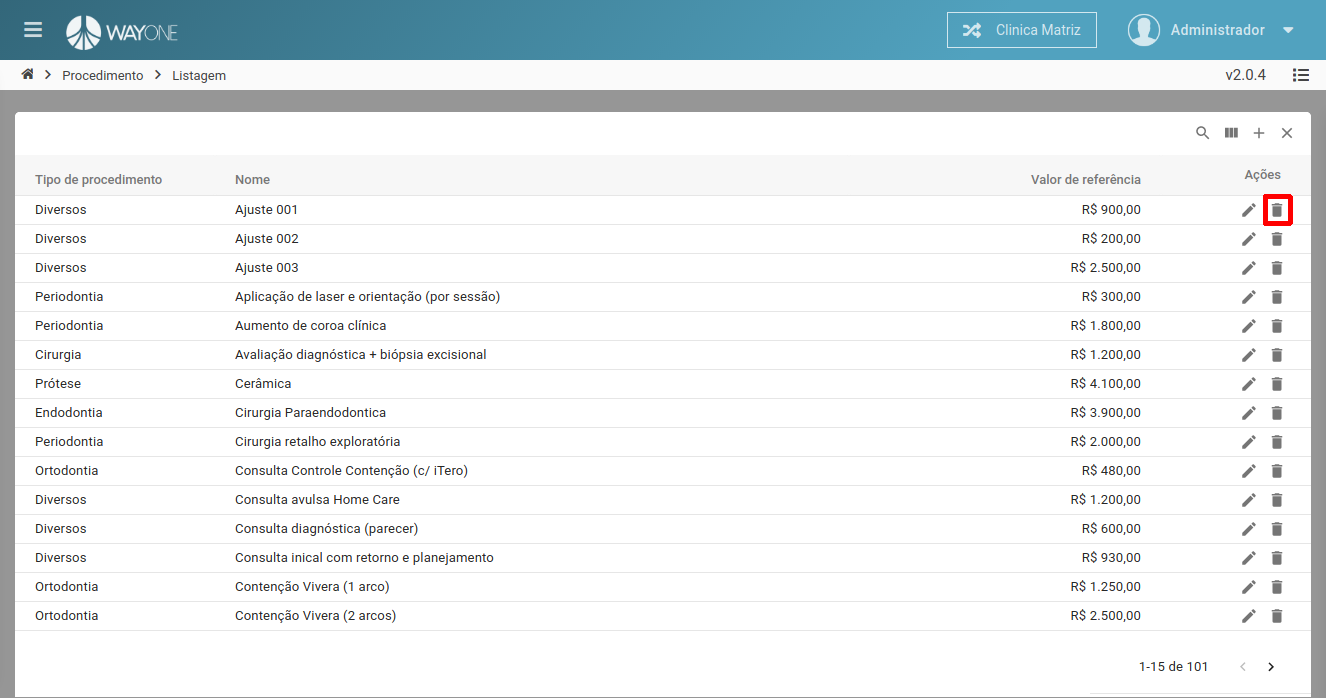 WAYONE
Clinica Matriz
Administrador
Procedimento
Listagem
v2.0.4
Tipo de procedimento Nome Valor de referência Ações
Diversos Ajuste 001 R$ 900,00
Diversos Ajuste 002 R$ 200,00
Diversos Ajuste 003 R$ 2.500,00
Periodontia Aplicação de laser e orientação (por sessão) R$ 300,00
Periodontia Aumento de coroa clínica R$ 1.800,00
Cirurgia Avaliação diagnóstica + biópsia excisional R$ 1.200,00
Prótese Cerâmica R$ 4.100,00
Endodontia Cirurgia Paraendodontica R$ 3.900,00
Periodontia Cirurgia retalho exploratória R$ 2.000,00
Ortodontia Consulta Controle Contenção (c/ iTero) R$ 480,00
Diversos Consulta avulsa Home Care R$ 1.200,00
Diversos Consulta diagnóstica (parecer) R$ 600,00
Diversos Consulta inical com retorno e planejamento R$ 930,00
Ortodontia Contenção Vivera (1 arco) R$ 1.250,00
Ortodontia Contenção Vivera (2 arcos) R$ 2.500,00
1-15 de 101